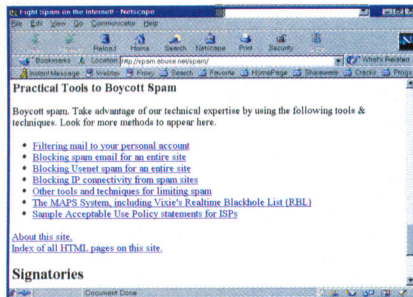 Fight Spam on the Internet! - Netscape
File Edit View Go Communicator Help
Reload Home Search Netscape Print Security
Bookmarks Location: http://spam.abuse.net/spam/ What's Related
Instant Message WebMail Proxy Search Favorite HomePage Shareware Cracks Progs
Practical Tools to Boycott Spam
Boycott spam. Take advantage of our technical expertise by using the following tools &
techniques. Look for more methods to appear here.
Filtering mail to your personal account
Blocking spam email for an entire site
Blocking Usenet spam for an entire site
Blocking IP connectivity from spam sites
Other tools and techniques for limiting spam
The MAPS System, including Vixie's Realtime Blackhole List (RBL)
Sample Acceptable Use Policy statements for ISPs
About this site.
Index of all HTML pages on this site.
Signatories
Document Done